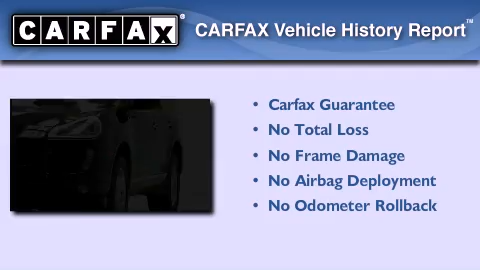 CARFAX® CARFAX Vehicle History Report™
• Carfax Guarantee
• No Total Loss
• No Frame Damage
• No Airbag Deployment
• No Odometer Rollback